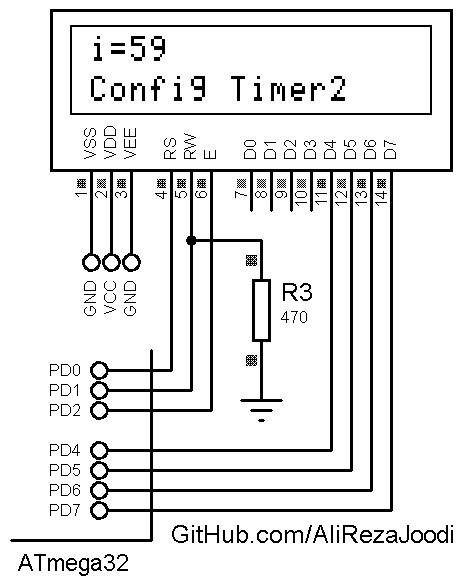 i=59
Config Timer2
VSS VDD VEE RS RW E D0 D1 D2 D3 D4 D5 D6 D7
1 2 3 4 5 6 7 8 9 10 11 12 13 14
GND VCC GND
R3
470
PD0
PD1
PD2
PD4
PD5
PD6
PD7
GitHub.com/AliRezaJoodi
ATmega32